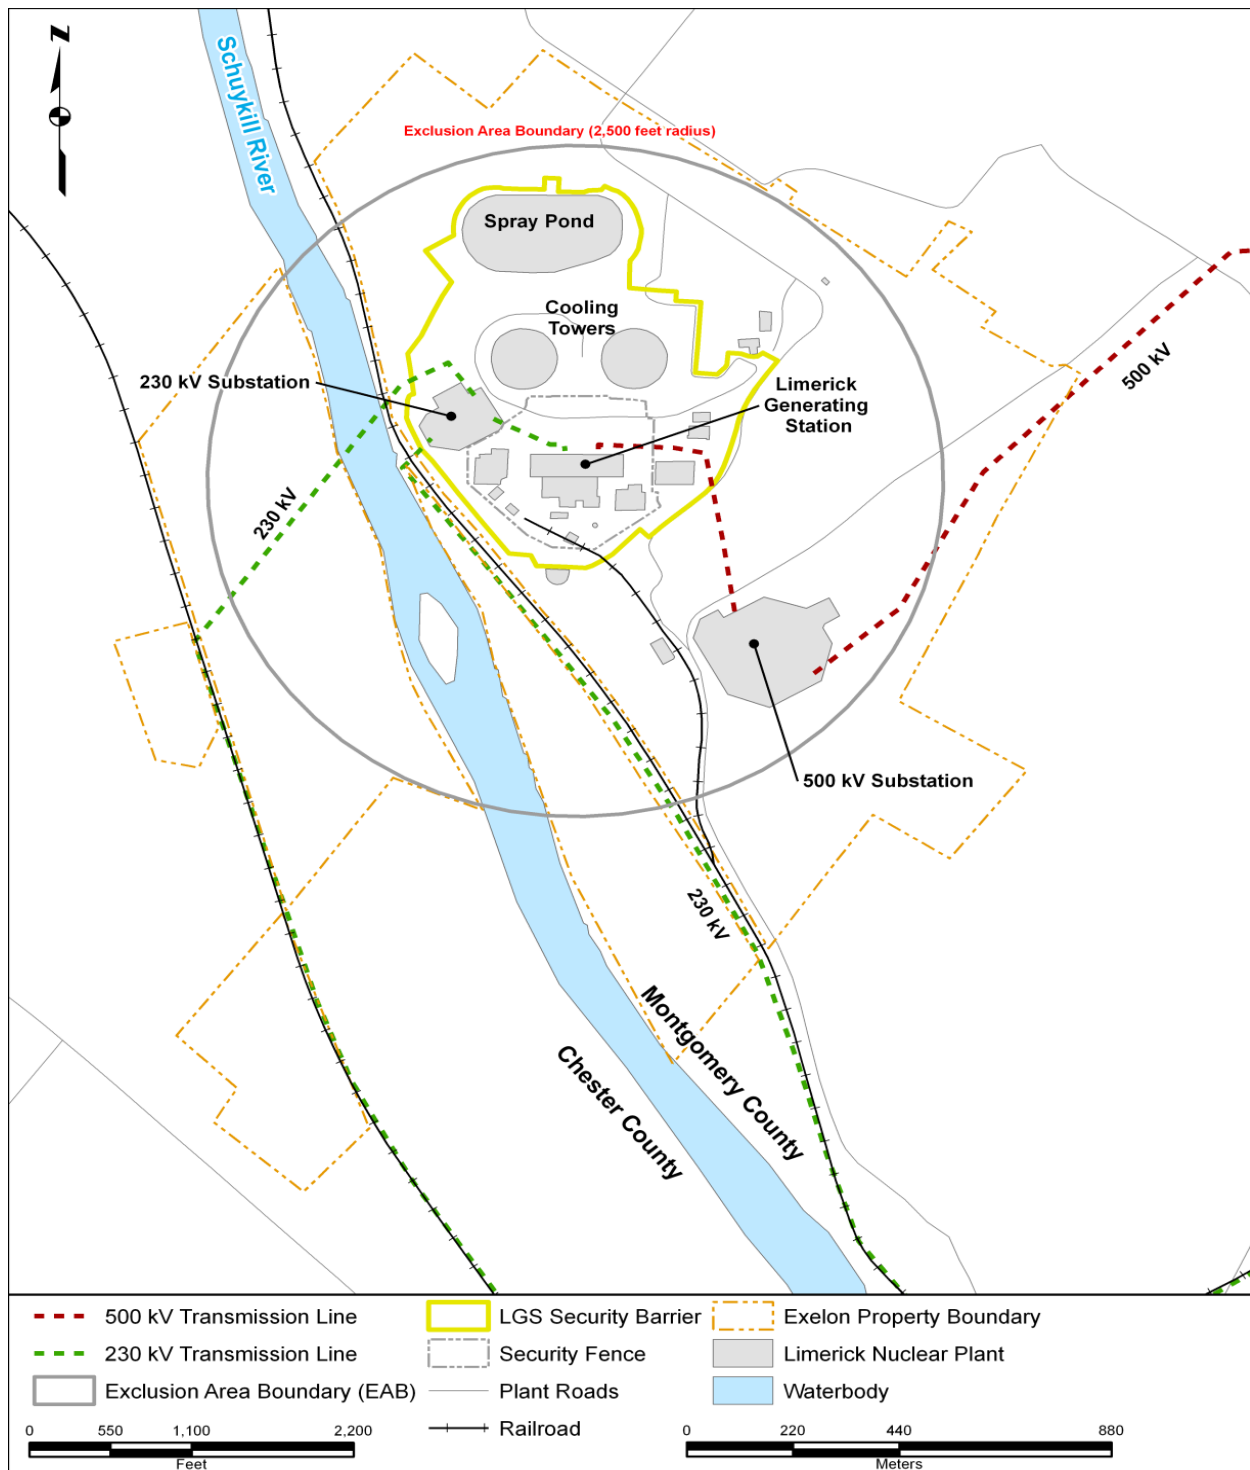 N
Schuykill River
Exclusion Area Boundary (2,500 feet radius)
Spray Pond
Cooling
Towers
230 kV Substation
Limerick
Generating
Station
500 kV
230 kV
500 kV Substation
230 kV
Montgomery County
Chester County
500 kV Transmission Line
LGS Security Barrier
Exelon Property Boundary
230 kV Transmission Line
Security Fence
Limerick Nuclear Plant
Exclusion Area Boundary (EAB)
Plant Roads
Waterbody
Railroad
0 550 1,100 2,200
Feet
0 220 440 880
Meters